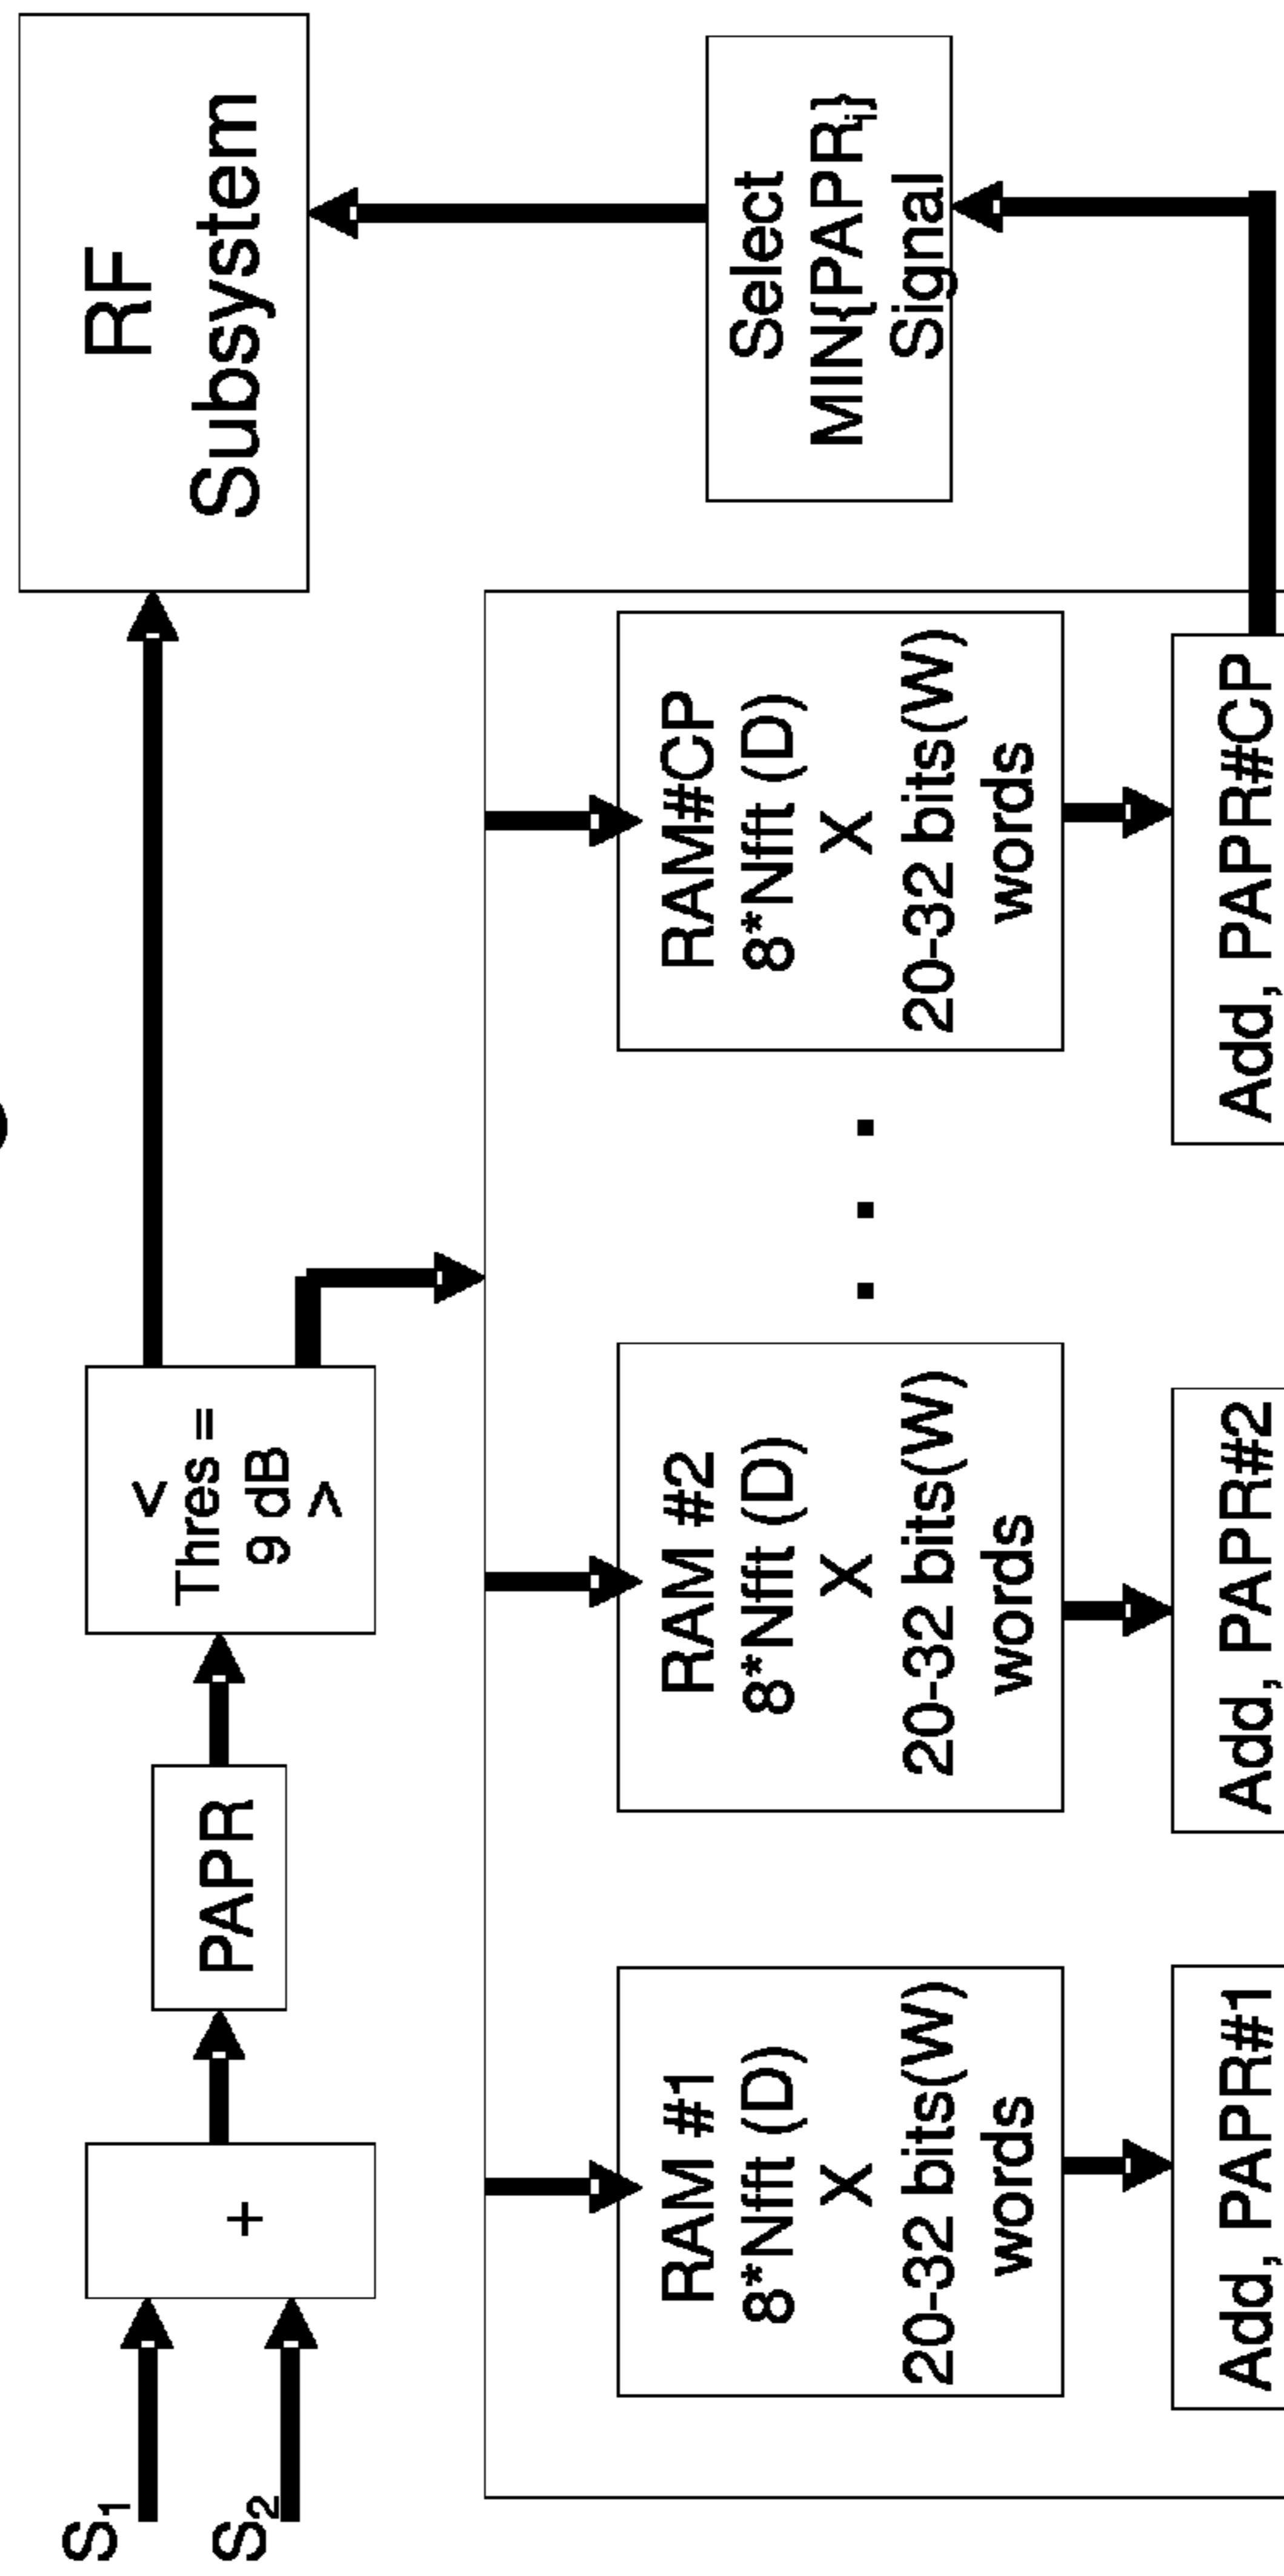 S1
S2
+
PAPR
<
Thres =
9 dB
>
RF
Subsystem
RAM #1
8*Nfft (D)
X
20-32 bits(W)
words
RAM #2
8*Nfft (D)
X
20-32 bits(W)
words
. . .
RAM#CP
8*Nfft (D)
X
20-32 bits(W)
words
Select
MIN{PAPRi}
Signal
Add, PAPR#1
Add, PAPR#2
Add, PAPR#CP